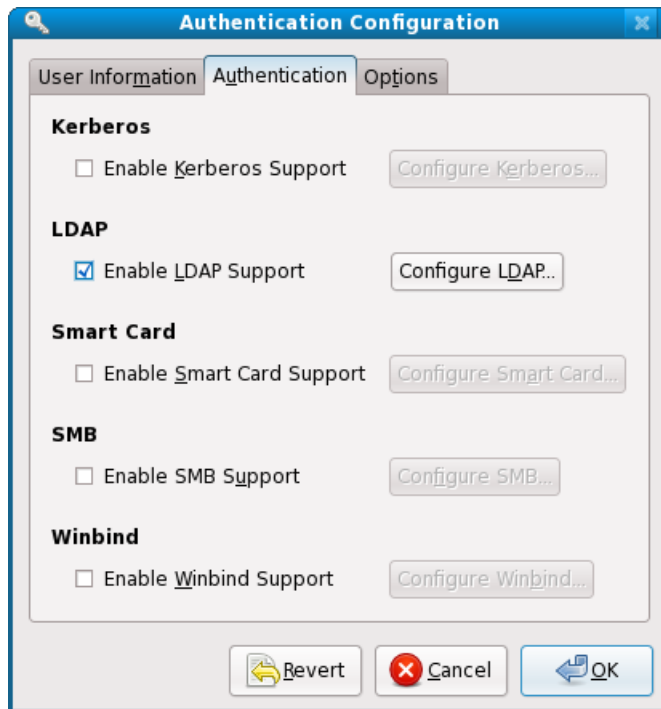 Authentication Configuration
User Information Authentication Options
Kerberos
Enable Kerberos Support Configure Kerberos...
LDAP
Enable LDAP Support Configure LDAP...
Smart Card
Enable Smart Card Support Configure Smart Card...
SMB
Enable SMB Support Configure SMB...
Winbind
Enable Winbind Support Configure Winbind...
Revert Cancel OK